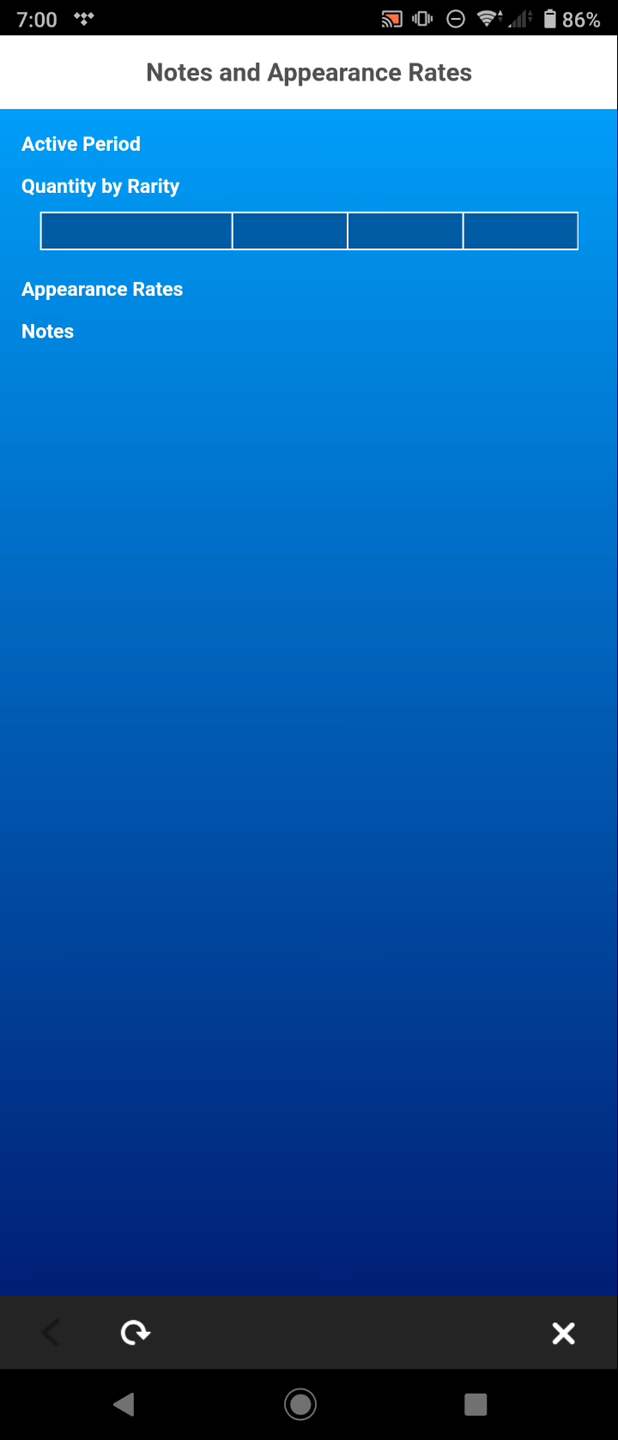 7:00
86%
Notes and Appearance Rates
Active Period
Quantity by Rarity
Appearance Rates
Notes